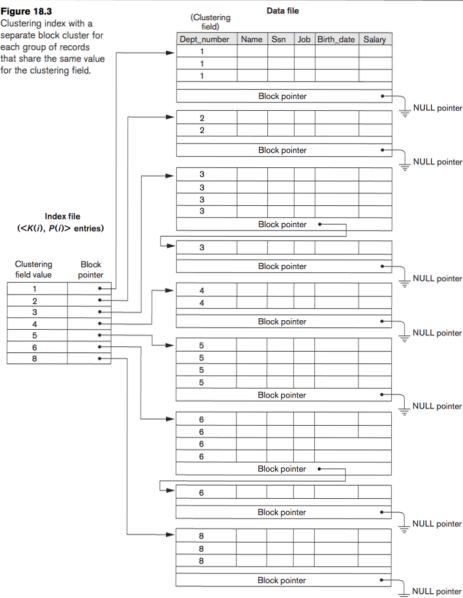 Figure 18.3
Clustering index with a
separate block cluster for
each group of records
that share the same value
for the clustering field.
Data file
(Clustering
field)
Dept_number Name Ssn Job Birth_date Salary
1
1
1
Block pointer
NULL pointer
2
2
Block pointer
NULL pointer
3
3
3
3
Block pointer
3
Block pointer
NULL pointer
Index file
(<K(i), P(i)> entries)
Clustering
field value
Block
pointer
1
2
3
4
5
6
8
4
4
Block pointer
NULL pointer
5
5
5
5
Block pointer
NULL pointer
6
6
6
6
Block pointer
6
Block pointer
NULL pointer
8
8
8
Block pointer
NULL pointer